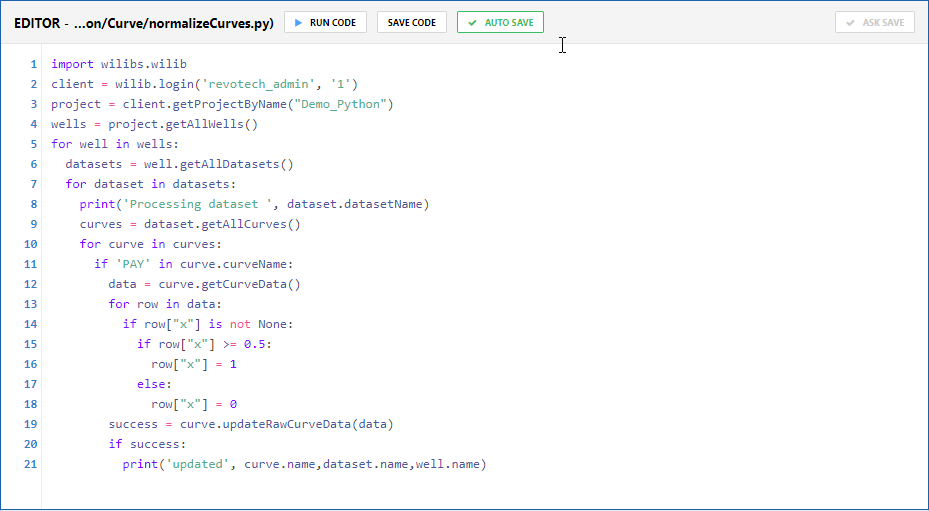 EDITOR - ...on/Curve/normalizeCurves.py) RUN CODE SAVE CODE AUTO SAVE ASK SAVE
1 import wilibs.wilib
2 client = wilib.login('revotech_admin', '1')
3 project = client.getProjectByName("Demo_Python")
4 wells = project.getAllWells()
5 for well in wells:
6   datasets = well.getAllDatasets()
7   for dataset in datasets:
8     print('Processing dataset ', dataset.datasetName)
9     curves = dataset.getAllCurves()
10     for curve in curves:
11       if 'PAY' in curve.curveName:
12         data = curve.getCurveData()
13         for row in data:
14           if row["x"] is not None:
15             if row["x"] >= 0.5:
16               row["x"] = 1
17             else:
18               row["x"] = 0
19         success = curve.updateRawCurveData(data)
20         if success:
21           print('updated', curve.name,dataset.name,well.name)